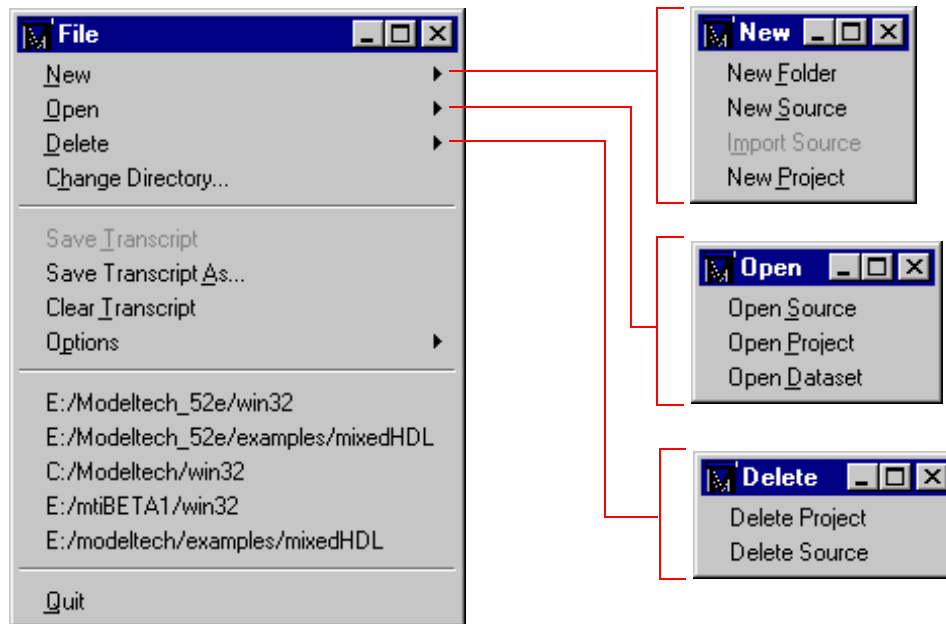 File
New
Open
Delete
Change Directory...
Save Transcript
Save Transcript As...
Clear Transcript
Options
E:/Modeltech_52e/win32
E:/Modeltech_52e/examples/mixedHDL
C:/Modeltech/win32
E:/mtiBETA1/win32
E:/modeltech/examples/mixedHDL
Quit
New
New Folder
New Source
Import Source
New Project
Open
Open Source
Open Project
Open Dataset
Delete
Delete Project
Delete Source